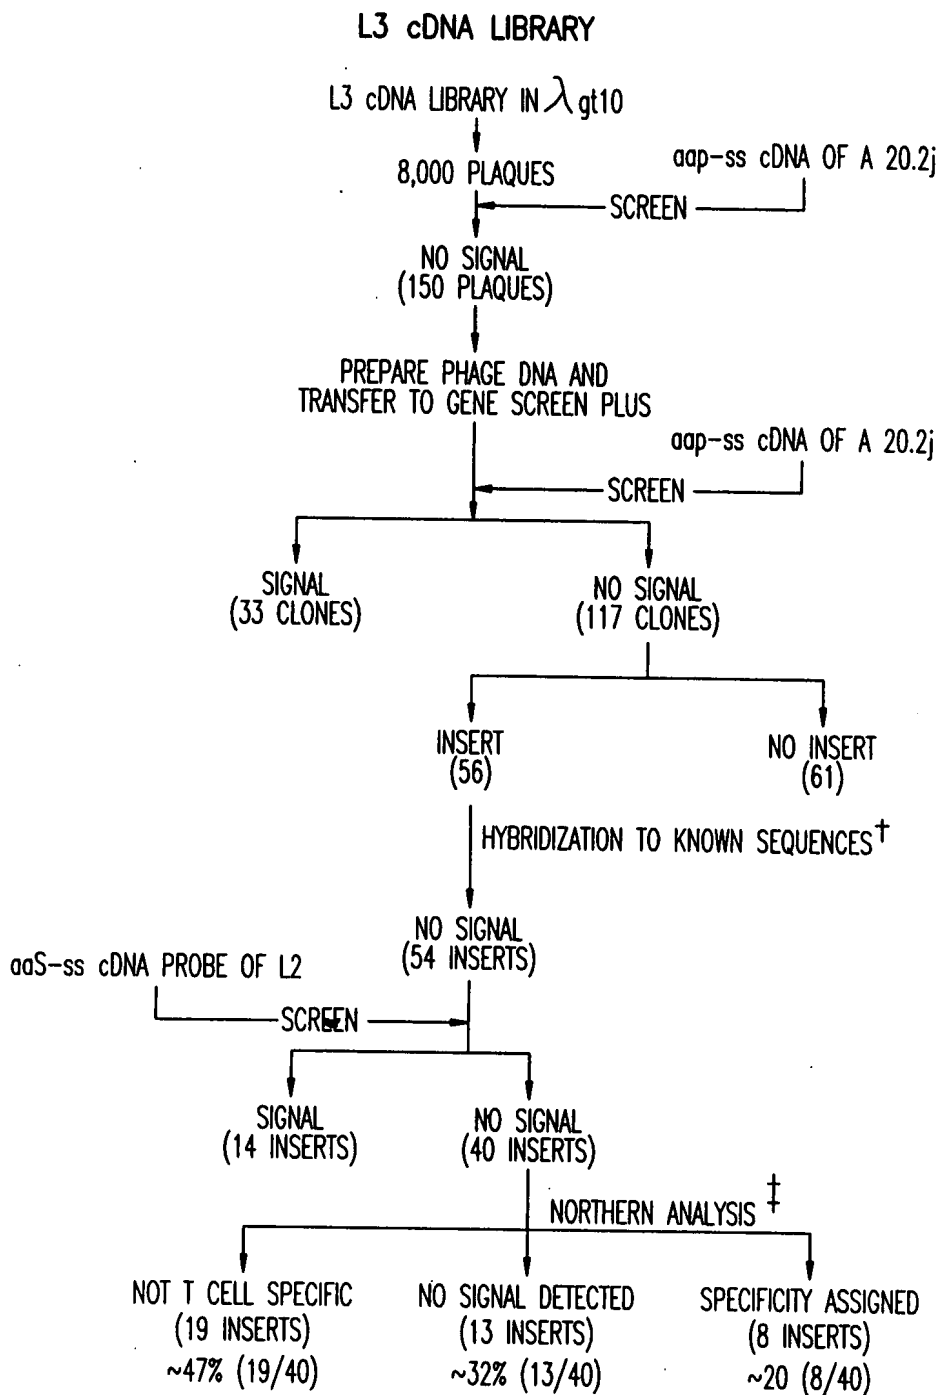 L3 cDNA LIBRARY
L3 cDNA LIBRARY IN λgt10
aap-ss cDNA OF A 20.2j
8,000 PLAQUES
SCREEN
NO SIGNAL
(150 PLAQUES)
PREPARE PHAGE DNA AND
TRANSFER TO GENE SCREEN PLUS
aap-ss cDNA OF A 20.2j
SCREEN
SIGNAL
(33 CLONES)
NO SIGNAL
(117 CLONES)
INSERT
(56)
NO INSERT
(61)
HYBRIDIZATION TO KNOWN SEQUENCES†
NO SIGNAL
(54 INSERTS)
aaS-ss cDNA PROBE OF L2
SCREEN
SIGNAL
(14 INSERTS)
NO SIGNAL
(40 INSERTS)
NORTHERN ANALYSIS ‡
NOT T CELL SPECIFIC
(19 INSERTS)
~47% (19/40)
NO SIGNAL DETECTED
(13 INSERTS)
~32% (13/40)
SPECIFICITY ASSIGNED
(8 INSERTS)
~20 (8/40)